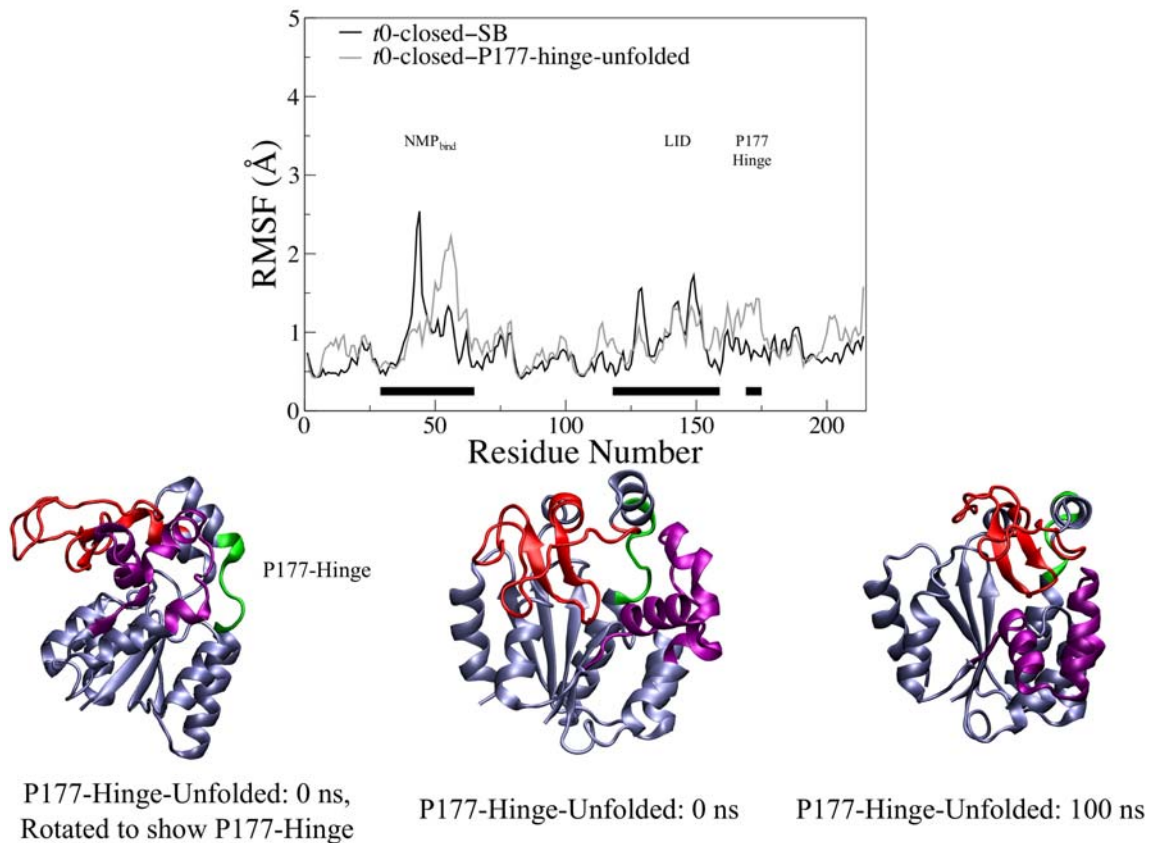 t0-closed–SB
t0-closed–P177-hinge-unfolded
NMPbind
LID
P177
Hinge
RMSF (Å)
5
4
3
2
1
0
0
50
100
150
200
Residue Number
P177-Hinge
P177-Hinge-Unfolded: 0 ns,
Rotated to show P177-Hinge
P177-Hinge-Unfolded: 0 ns
P177-Hinge-Unfolded: 100 ns